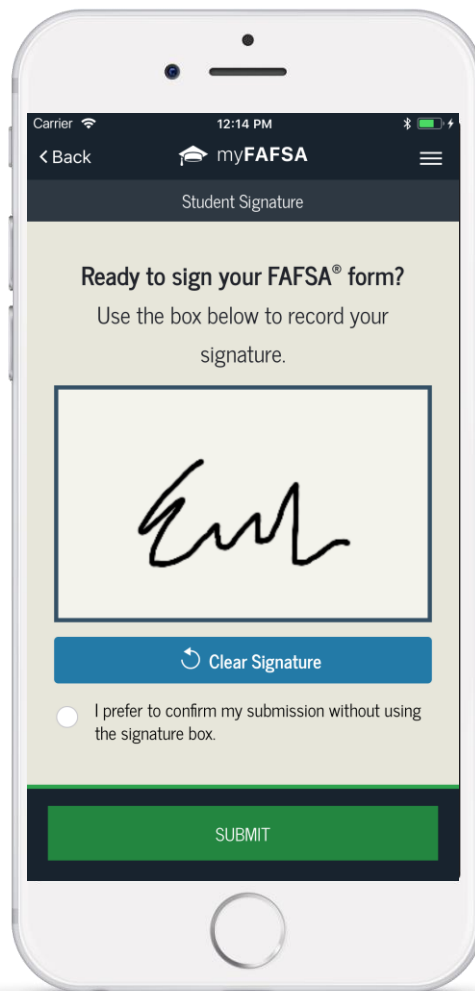 Carrier 12:14 PM
< Back myFAFSA
Student Signature
Ready to sign your FAFSA® form?
Use the box below to record your
signature.
Clear Signature
I prefer to confirm my submission without using
the signature box.
SUBMIT